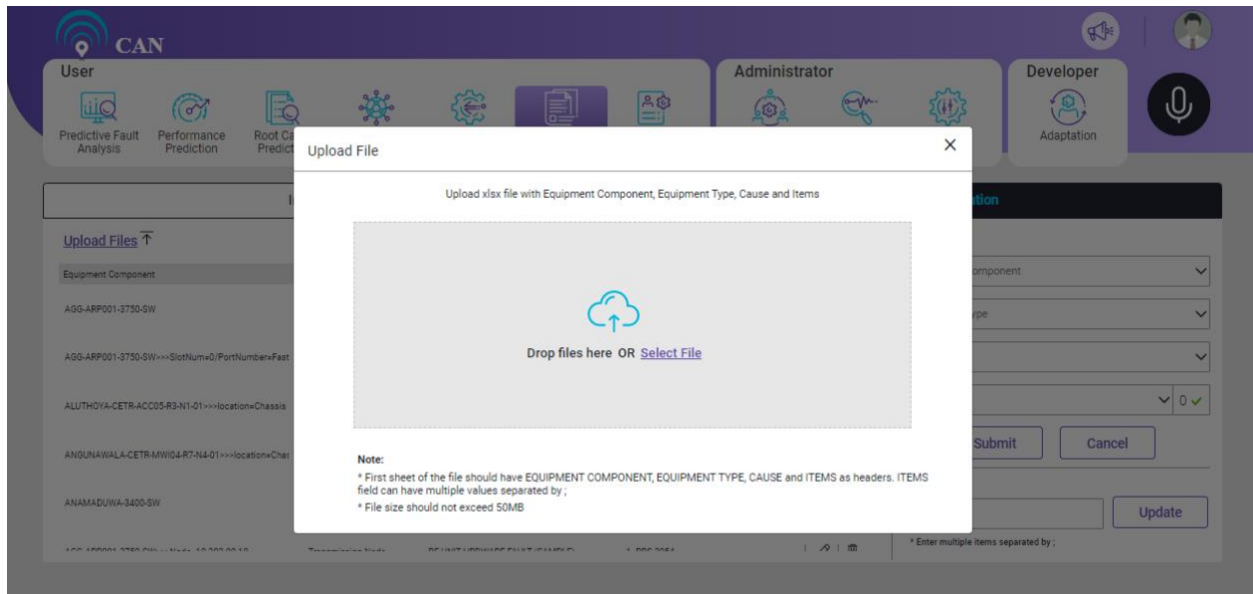 CAN
User
Administrator
Developer
Predictive Fault
Analysis
Performance
Prediction
Root Ca
Predict
Adaptation
Upload File
Upload xlsx file with Equipment Component, Equipment Type, Cause and Items
Drop files here OR Select File
Note:
* First sheet of the file should have EQUIPMENT COMPONENT, EQUIPMENT TYPE, CAUSE and ITEMS as headers. ITEMS
field can have multiple values separated by ;
* File size should not exceed 50MB
Upload Files
Equipment Component
AGG-ARP001-3750-SW
AGG-ARP001-3750-SW>>>SlotNum=0/PortNumber=Fast
ALUTHOYA-CETR-ACC05-R3-N1-01>>>location=Chassis
ANGUNAWALA-CETR-MWI04-R7-N4-01>>>location=Chas
ANAMADUWA-3400-SW
ation
omponent
ype
0
Submit
Cancel
Update
* Enter multiple items separated by ;